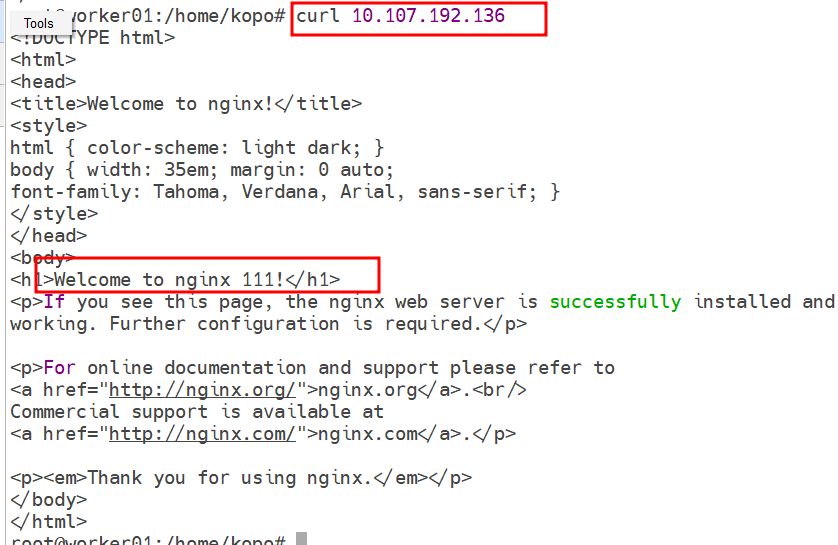 Tools
@worker01:/home/kopo# curl 10.107.192.136
<!DOCTYPE html>
<html>
<head>
<title>Welcome to nginx!</title>
<style>
html { color-scheme: light dark; }
body { width: 35em; margin: 0 auto;
font-family: Tahoma, Verdana, Arial, sans-serif; }
</style>
</head>
<body>
<h1>Welcome to nginx 111!</h1>
<p>If you see this page, the nginx web server is successfully installed and
working. Further configuration is required.</p>
<p>For online documentation and support please refer to
<a href="http://nginx.org/">nginx.org</a>.<br/>
Commercial support is available at
<a href="http://nginx.com/">nginx.com</a>.</p>
<p><em>Thank you for using nginx.</em></p>
</body>
</html>
root@worker01:/home/kopo#